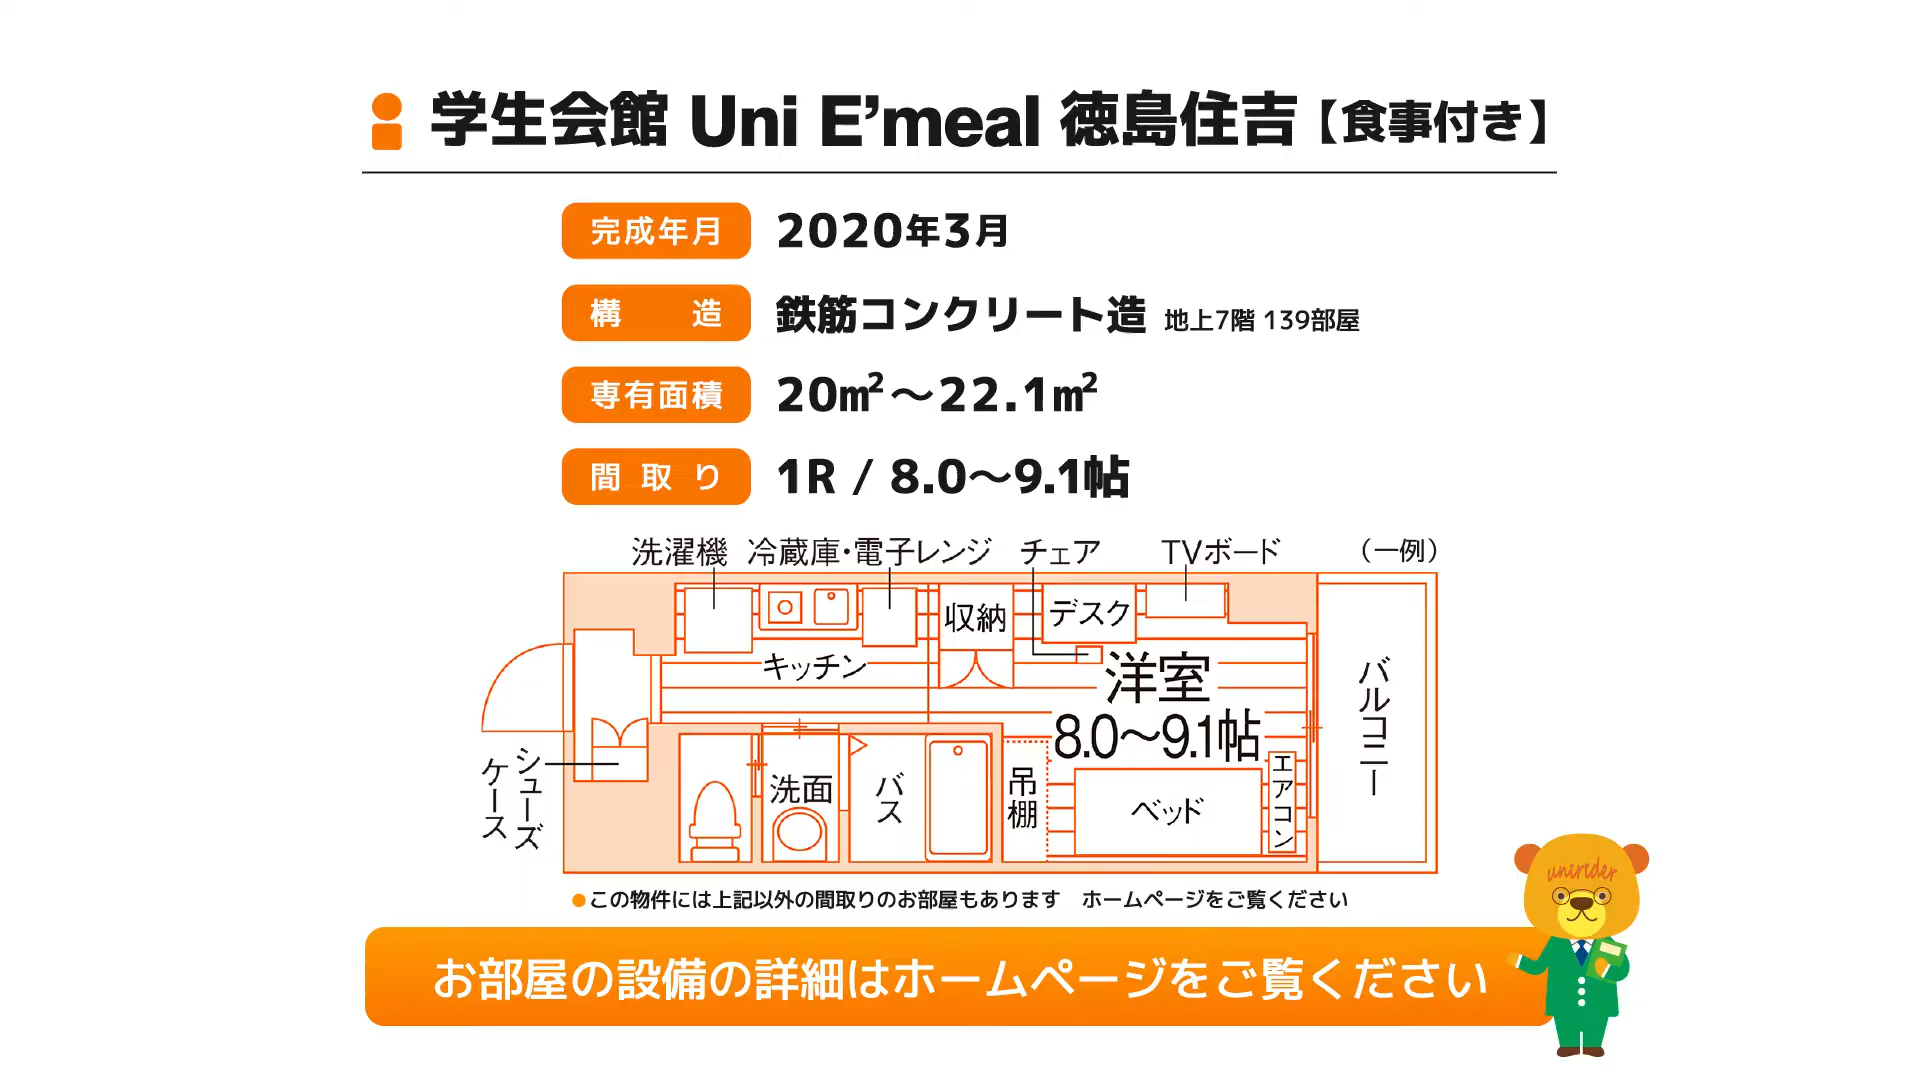 学生会館 Uni E'meal 徳島住吉【食事付き】
完成年月 2020年3月
構造 鉄筋コンクリート造 地上7階 139部屋
専有面積 20㎡〜22.1㎡
間取り 1R / 8.0〜9.1帖
洗濯機 冷蔵庫・電子レンジ チェア TVボード (一例)
収納 デスク
キッチン 洋室
8.0〜9.1帖
バルコニー
シューズケース
洗面 バス 吊棚 ベッド エアコン
●この物件には上記以外の間取りのお部屋もあります ホームページをご覧ください
unireder
お部屋の設備の詳細はホームページをご覧ください